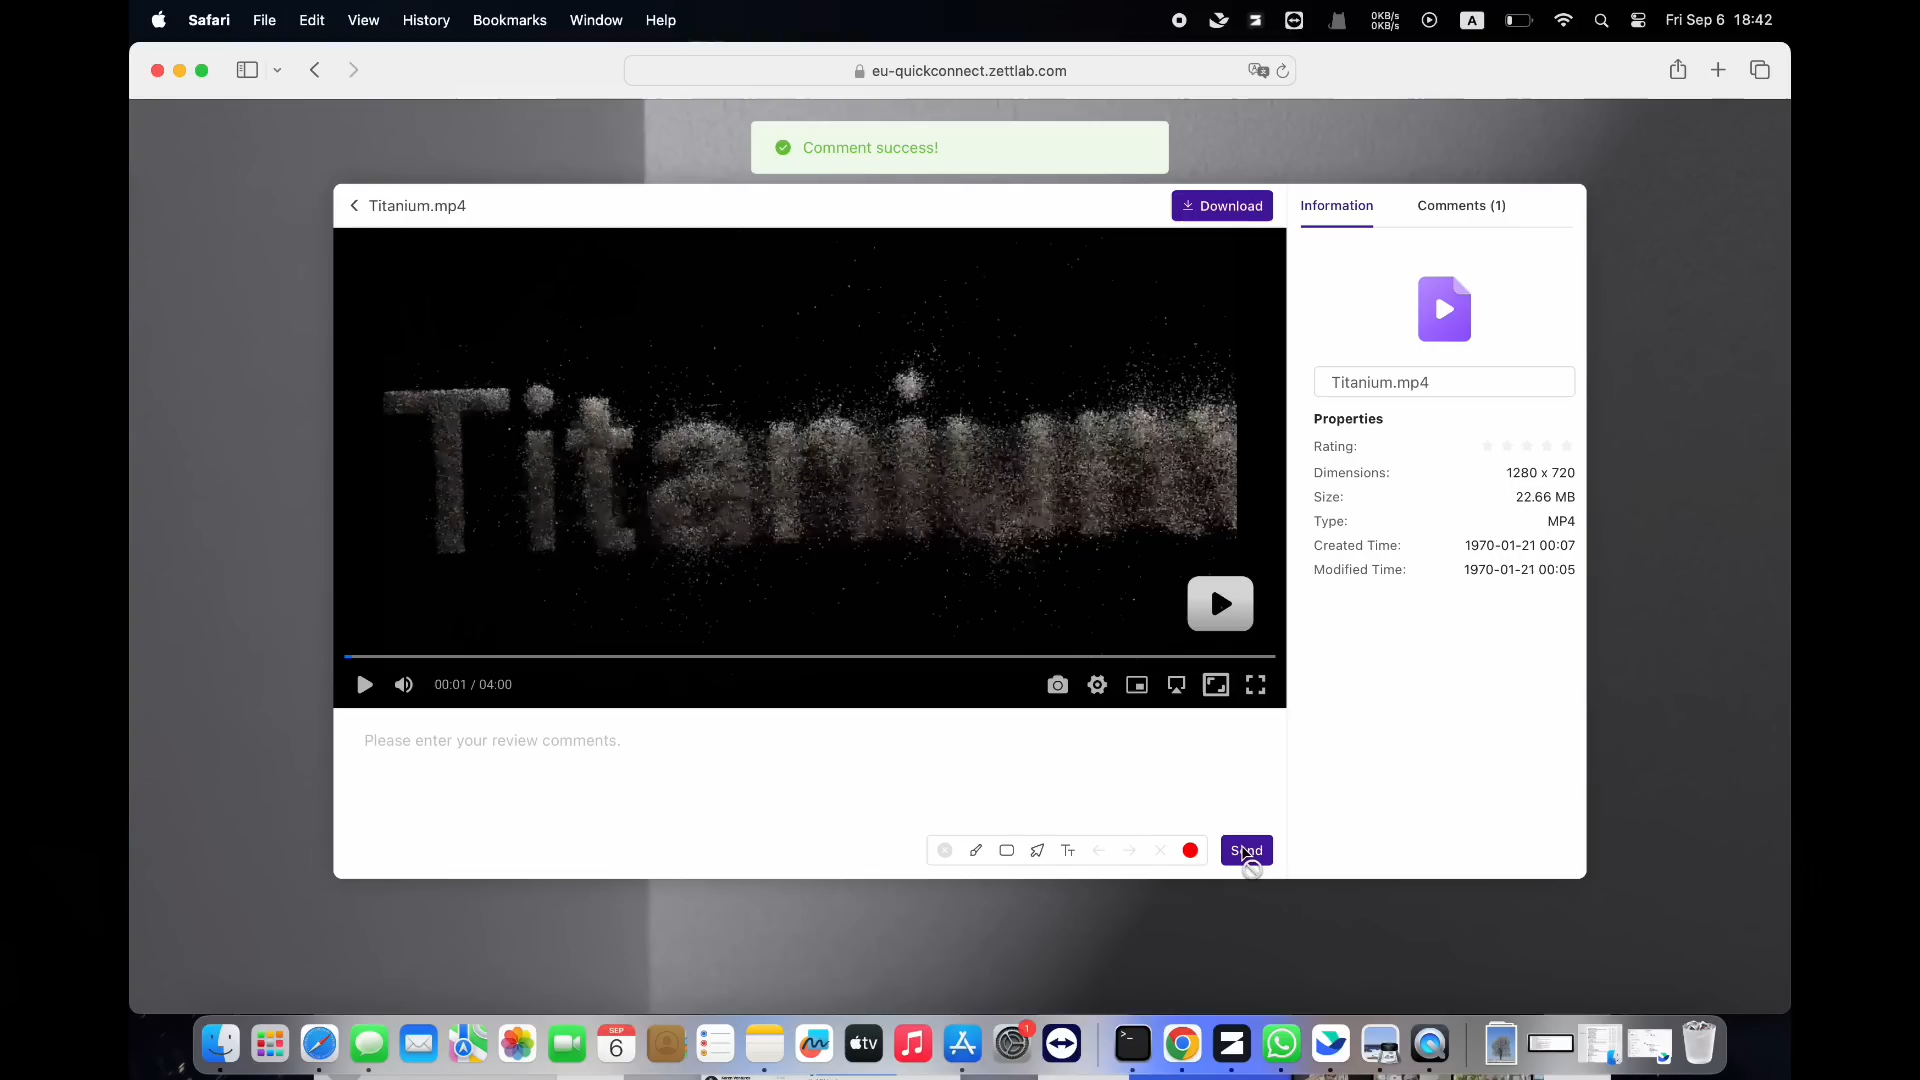 Safari File Edit View History Bookmarks Window Help
0KB/s
0KB/s
A
Fri Sep 6 18:42
eu-quickconnect.zettlab.com
Comment success!
Titanium.mp4
Download
Information Comments (1)
Titanium
Titanium.mp4
Properties
Rating:
Dimensions: 1280 x 720
Size: 22.66 MB
Type: MP4
Created Time: 1970-01-21 00:07
Modified Time: 1970-01-21 00:05
00:01 / 04:00
Please enter your review comments.
Send
SEP
6
tv
1